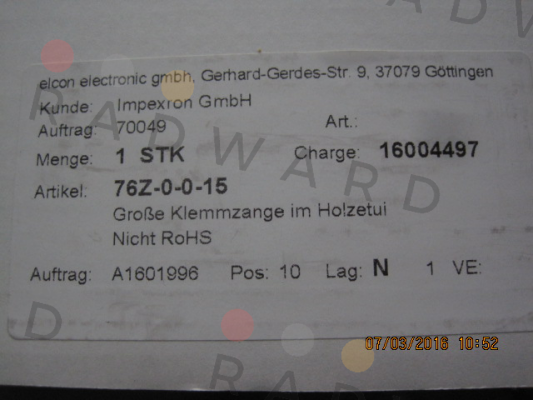 elcon electronic gmbh, Gerhard-Gerdes-Str. 9, 37079 Göttingen
Kunde: Impexron GmbH
Auftrag: 70049 Art.:
Menge: 1 STK Charge: 16004497
Artikel: 76Z-0-0-15
Große Klemmzange im Holzetui
Nicht RoHS
Auftrag: A1601996 Pos: 10 Lag: N 1 VE:
07/03/2016 10:52
RADWARD
RADWARD